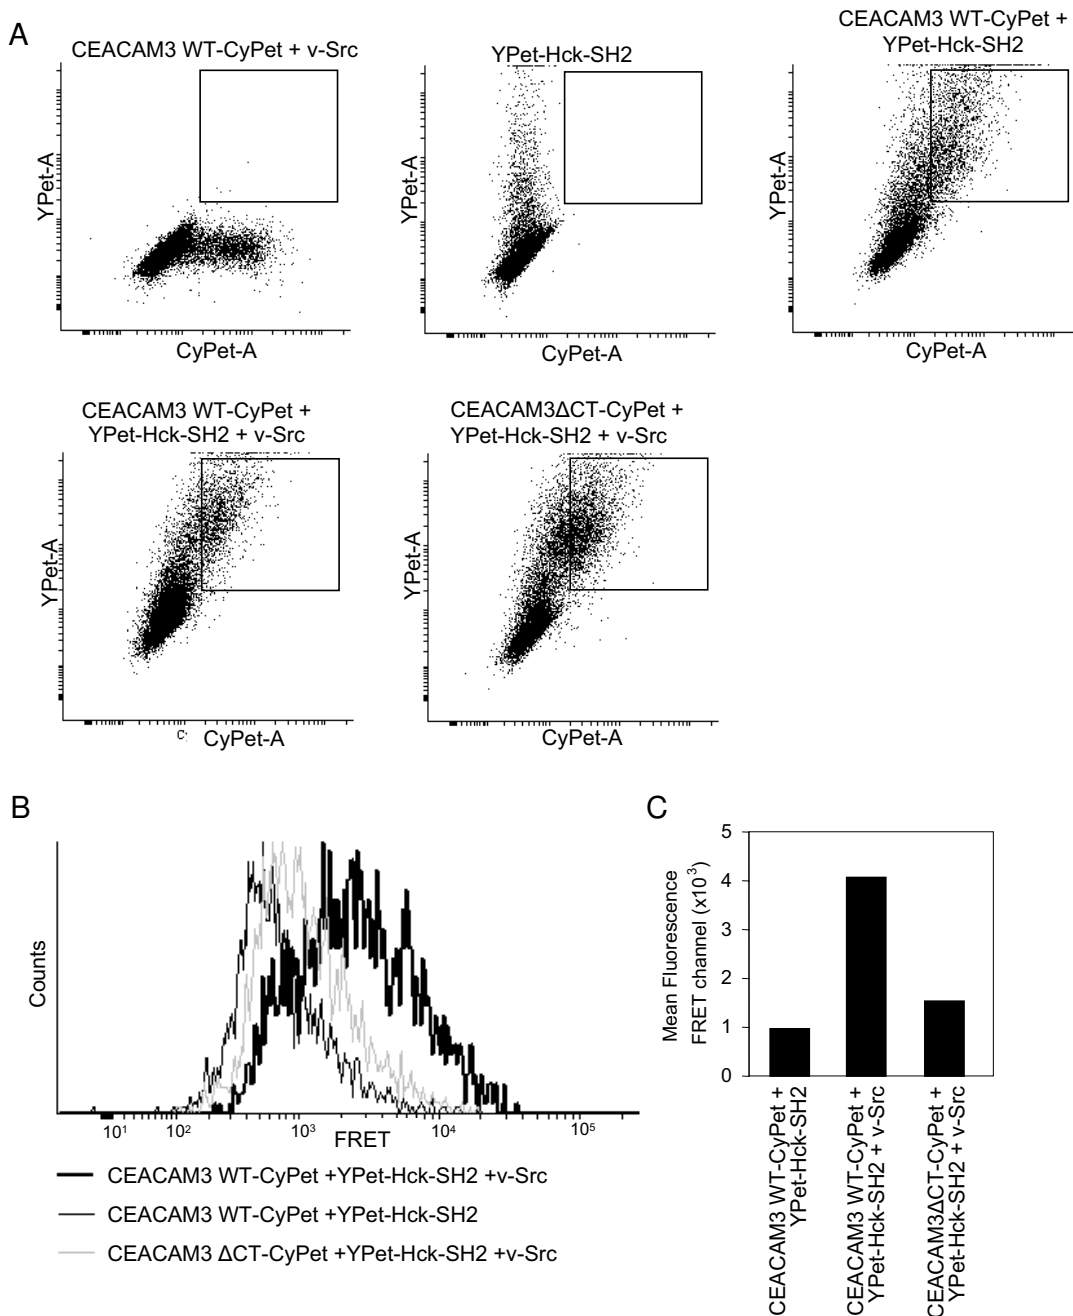 A
CEACAM3 WT-CyPet + v-Src
YPet-A
CyPet-A
YPet-Hck-SH2
YPet-A
CyPet-A
CEACAM3 WT-CyPet +
YPet-Hck-SH2
YPet-A
CyPet-A
CEACAM3 WT-CyPet +
YPet-Hck-SH2 + v-Src
YPet-A
CyPet-A
CEACAM3ΔCT-CyPet +
YPet-Hck-SH2 + v-Src
YPet-A
CyPet-A
B
Counts
10¹ 10² 10³ 10⁴ 10⁵
FRET
CEACAM3 WT-CyPet +YPet-Hck-SH2 +v-Src
CEACAM3 WT-CyPet +YPet-Hck-SH2
CEACAM3 ΔCT-CyPet +YPet-Hck-SH2 +v-Src
C
Mean Fluorescence
FRET channel (x10³)
5
4
3
2
1
0
CEACAM3 WT-CyPet +
YPet-Hck-SH2
CEACAM3 WT-CyPet +
YPet-Hck-SH2 + v-Src
CEACAM3ΔCT-CyPet +
YPet-Hck-SH2 + v-Src